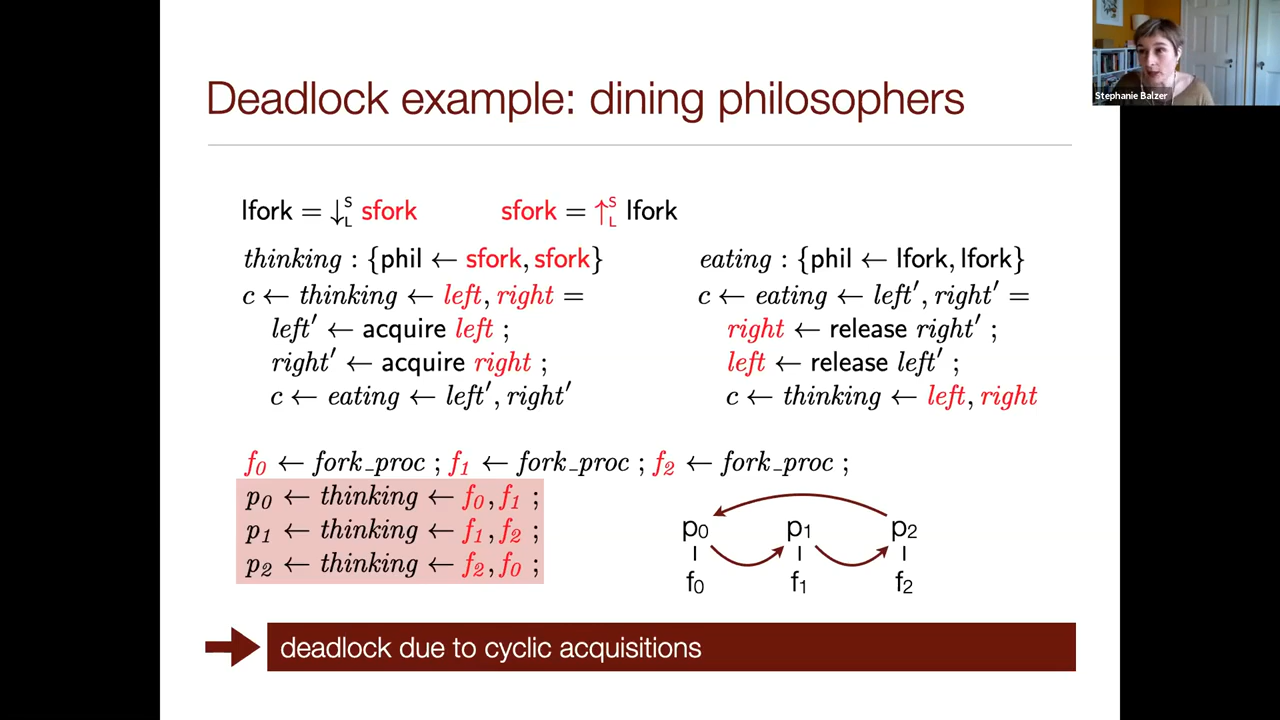 Stephanie Balzer
Deadlock example: dining philosophers
lfork = ↓ˢ_L sfork sfork = ↑ˢ_L lfork
thinking : {phil ← sfork, sfork} eating : {phil ← lfork, lfork}
c ← thinking ← left, right = c ← eating ← left′, right′ =
left′ ← acquire left ; right ← release right′ ;
right′ ← acquire right ; left ← release left′ ;
c ← eating ← left′, right′ c ← thinking ← left, right
f₀ ← fork_proc ; f₁ ← fork_proc ; f₂ ← fork_proc ;
p₀ ← thinking ← f₀, f₁ ;
p₁ ← thinking ← f₁, f₂ ;
p₂ ← thinking ← f₂, f₀ ;
p₀ p₁ p₂
f₀ f₁ f₂
deadlock due to cyclic acquisitions